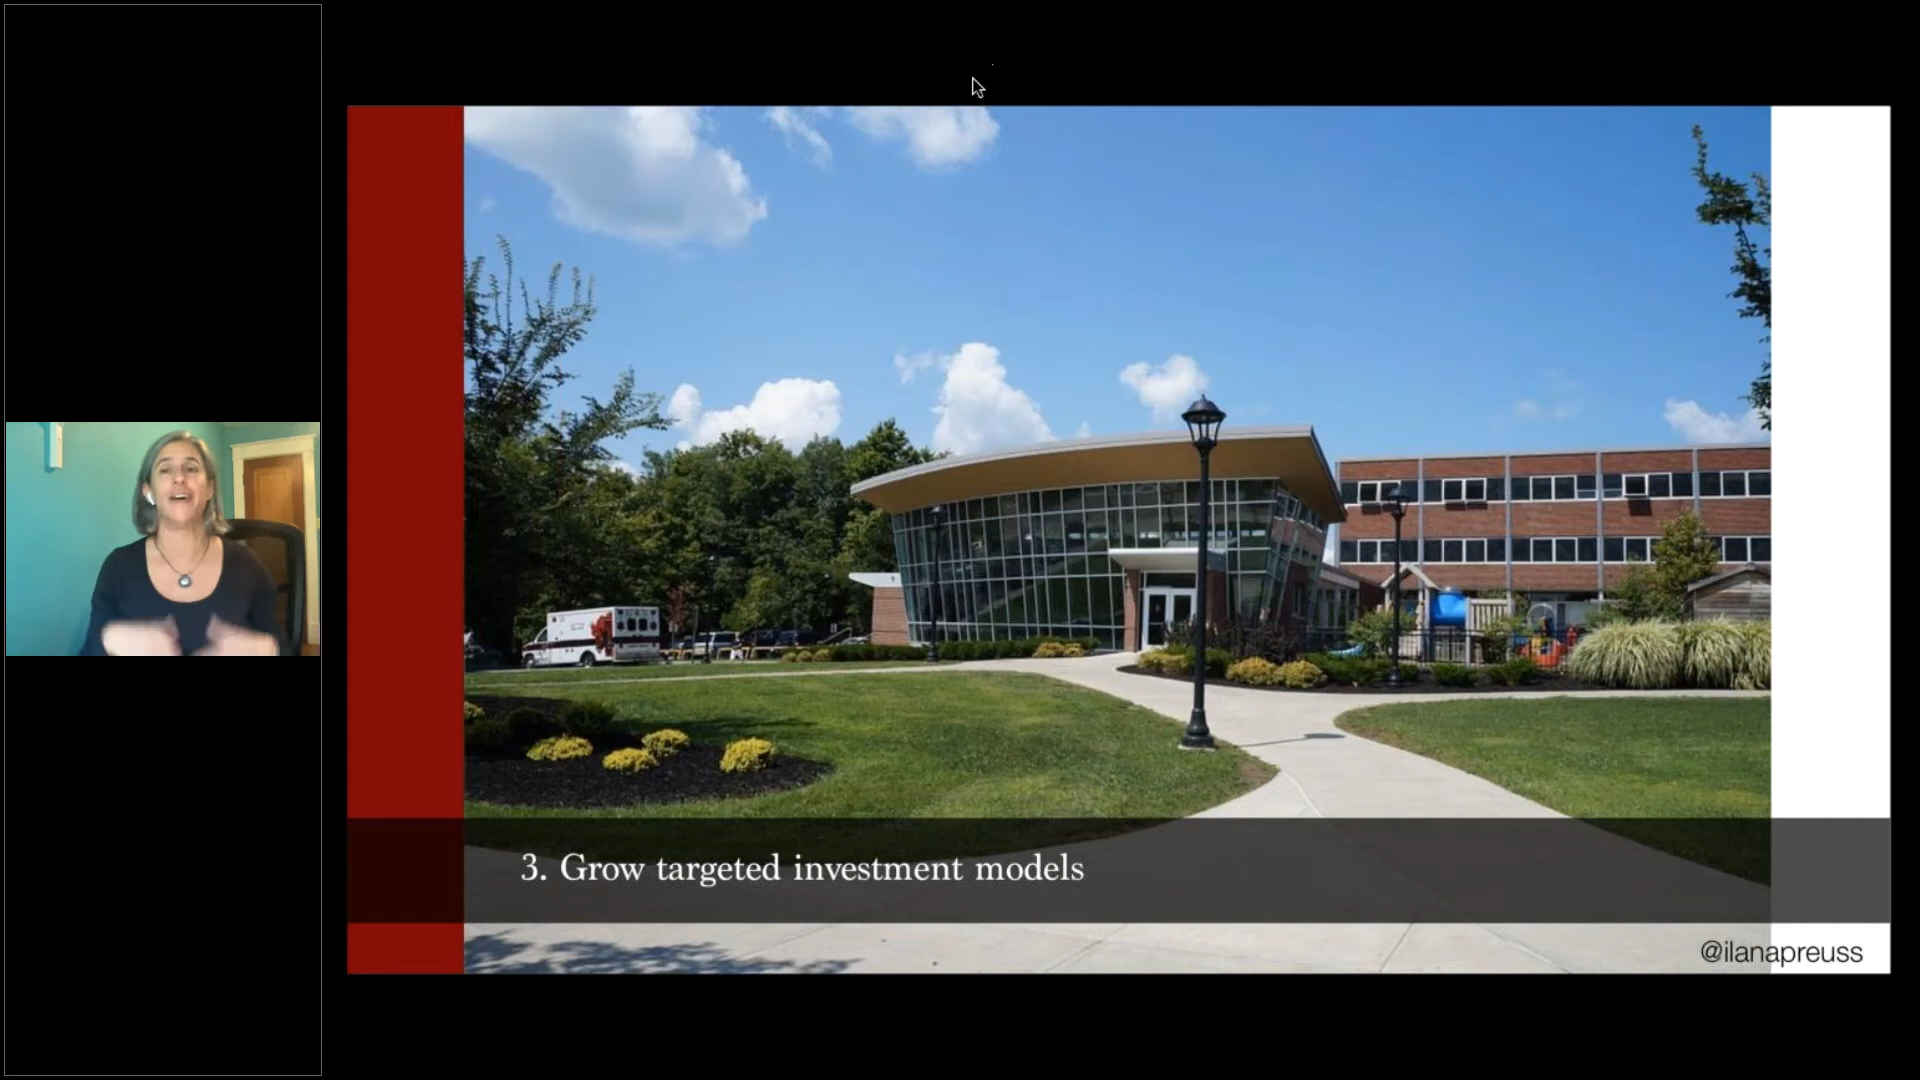 3. Grow targeted investment models
@ilanapreuss